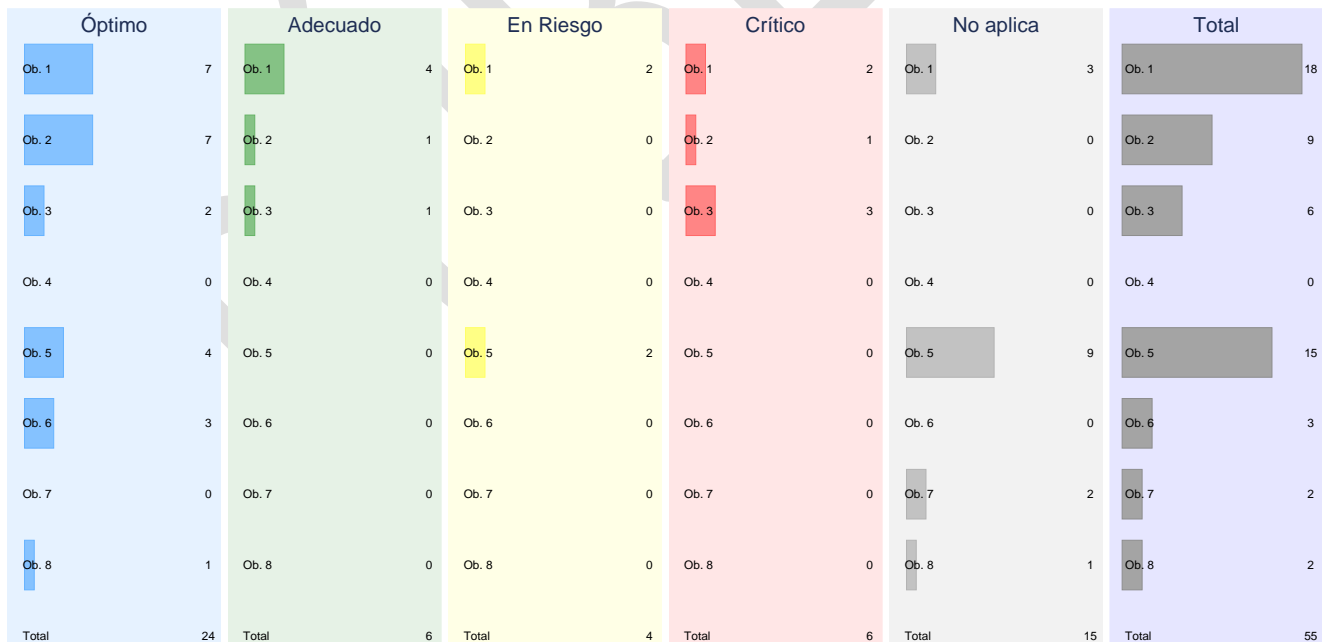 Óptimo Adecuado En Riesgo Crítico No aplica Total
Ob. 1 7 Ob. 1 4 Ob. 1 2 Ob. 1 2 Ob. 1 3 Ob. 1 18
Ob. 2 7 Ob. 2 1 Ob. 2 0 Ob. 2 1 Ob. 2 0 Ob. 2 9
Ob. 3 2 Ob. 3 1 Ob. 3 0 Ob. 3 3 Ob. 3 0 Ob. 3 6
Ob. 4 0 Ob. 4 0 Ob. 4 0 Ob. 4 0 Ob. 4 0 Ob. 4 0
Ob. 5 4 Ob. 5 0 Ob. 5 2 Ob. 5 0 Ob. 5 9 Ob. 5 15
Ob. 6 3 Ob. 6 0 Ob. 6 0 Ob. 6 0 Ob. 6 0 Ob. 6 3
Ob. 7 0 Ob. 7 0 Ob. 7 0 Ob. 7 0 Ob. 7 2 Ob. 7 2
Ob. 8 1 Ob. 8 0 Ob. 8 0 Ob. 8 0 Ob. 8 1 Ob. 8 2
Total 24 Total 6 Total 4 Total 6 Total 15 Total 55